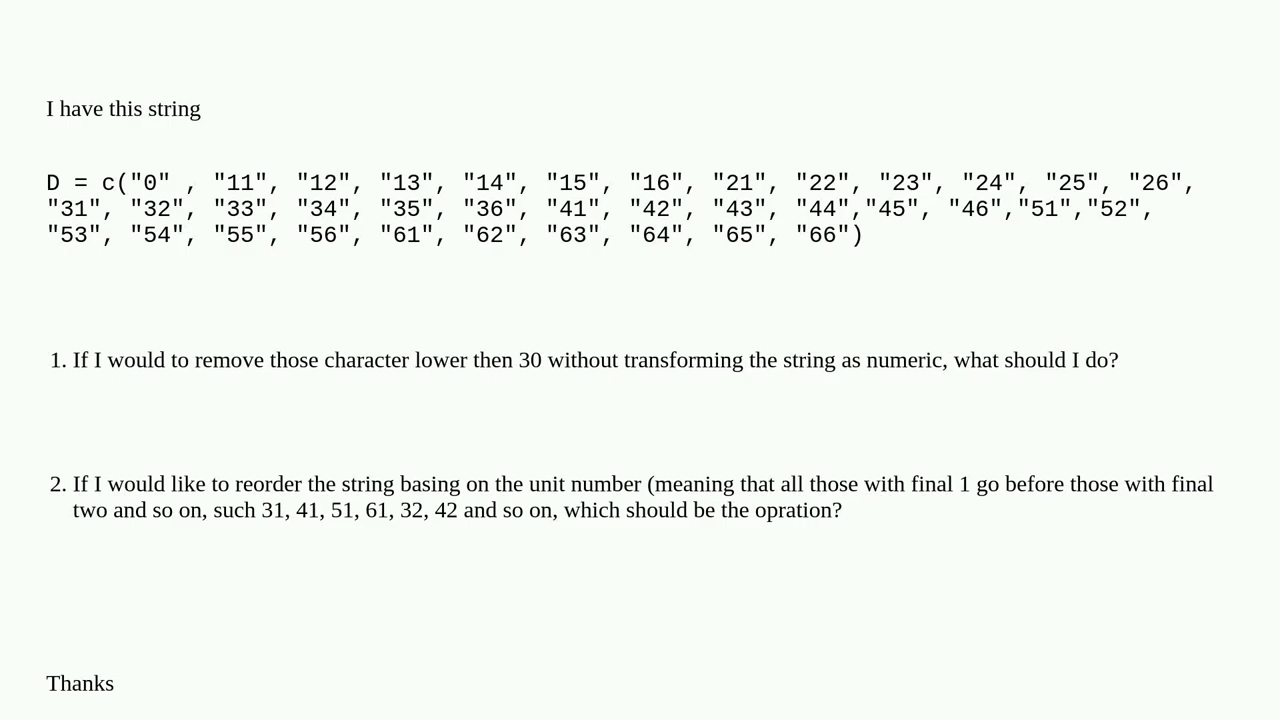 I have this string
D = c("0" , "11", "12", "13", "14", "15", "16", "21", "22", "23", "24", "25", "26",
"31", "32", "33", "34", "35", "36", "41", "42", "43", "44","45", "46","51","52",
"53", "54", "55", "56", "61", "62", "63", "64", "65", "66")
1. If I would to remove those character lower then 30 without transforming the string as numeric, what should I do?
2. If I would like to reorder the string basing on the unit number (meaning that all those with final 1 go before those with final
two and so on, such 31, 41, 51, 61, 32, 42 and so on, which should be the opration?
Thanks